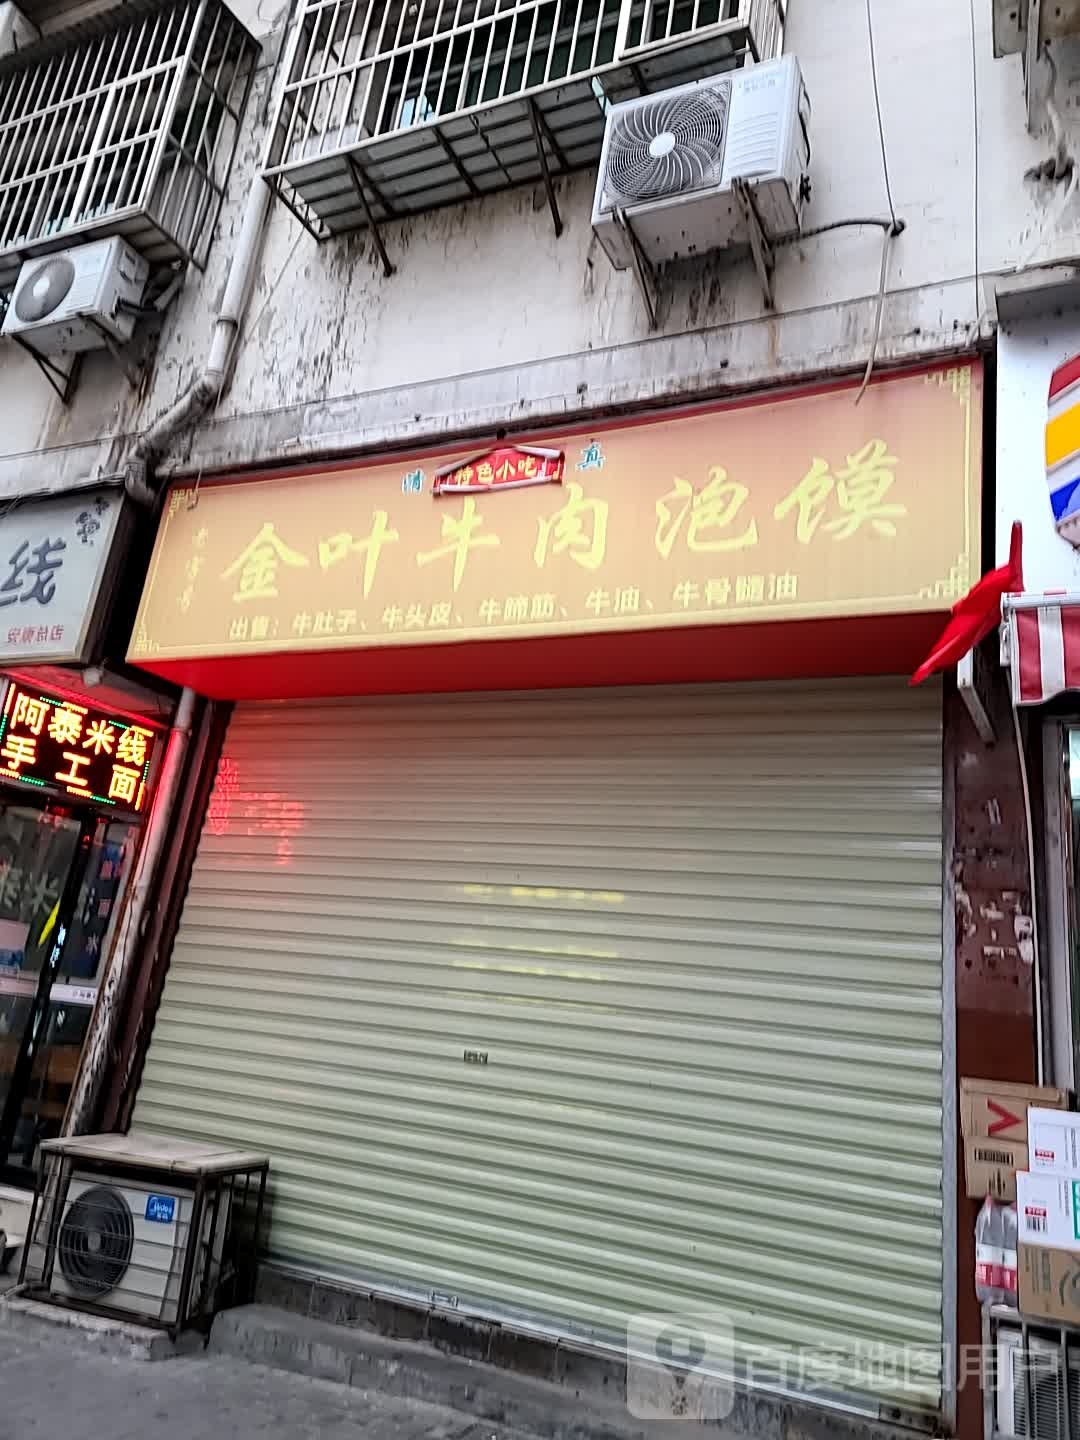 清 特色小吃 真
金叶牛肉泡馍
出售：牛肚子、牛头皮、牛蹄筋、牛油、牛骨髓油
线
安康总店
阿泰米线
手工面
Midea
百度地图用户